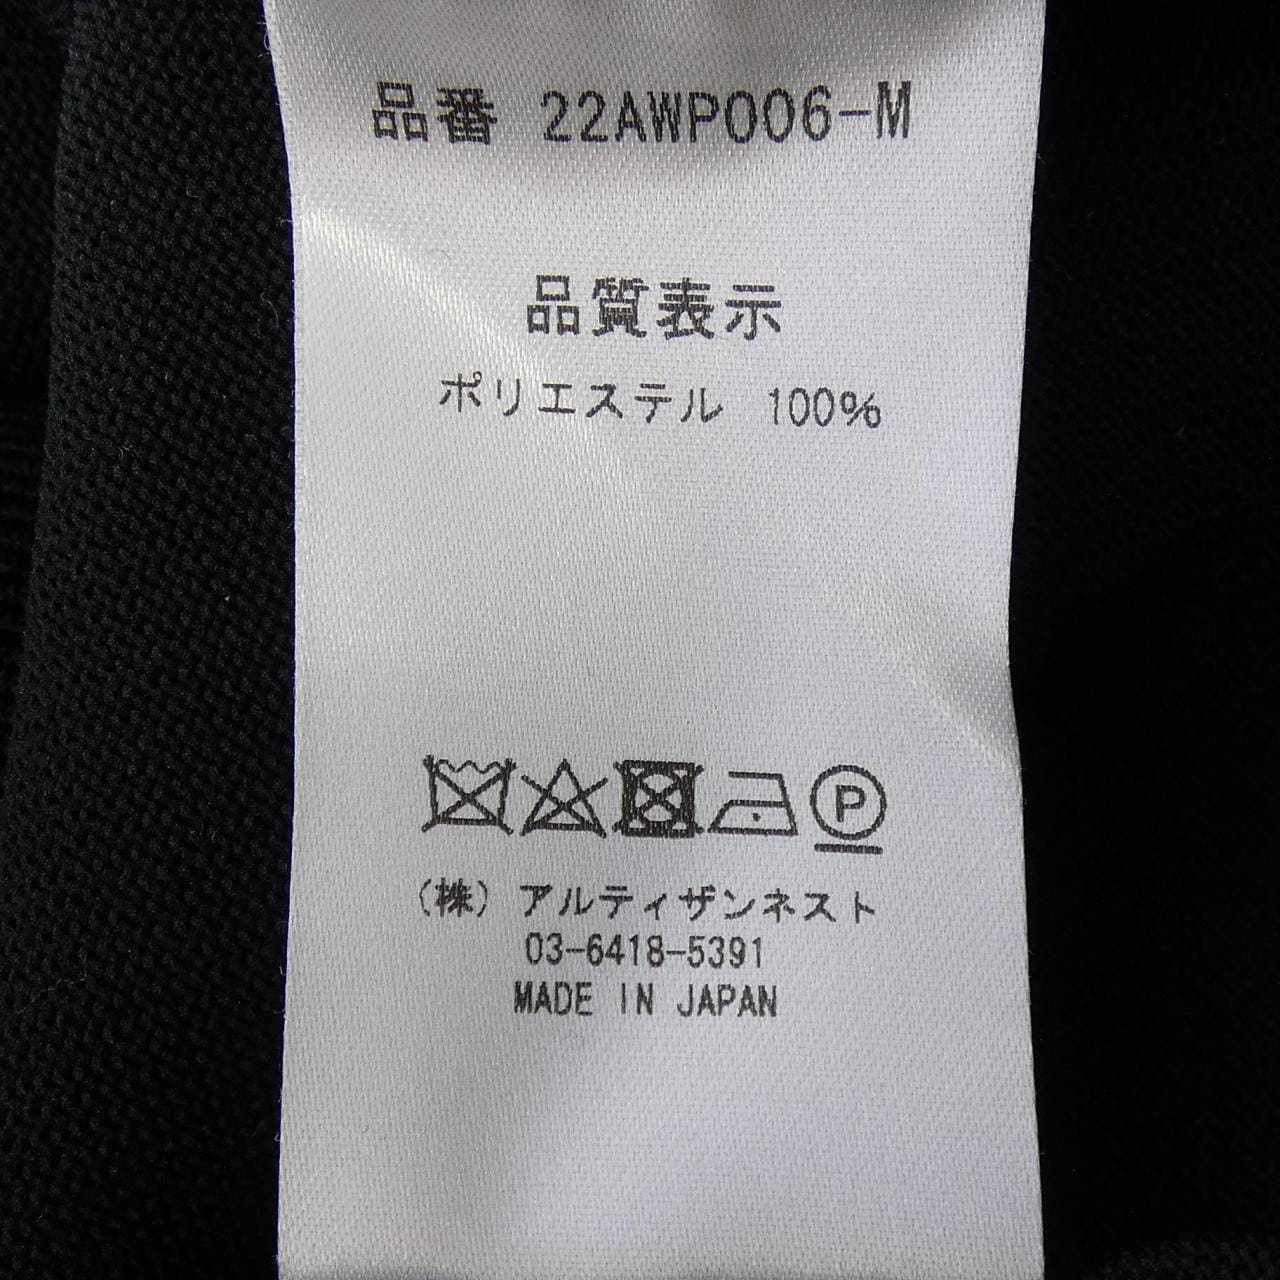 品番 22AWP006-M
品質表示
ポリエステル 100%
P
(株) アルティザンネスト
03-6418-5391
MADE IN JAPAN